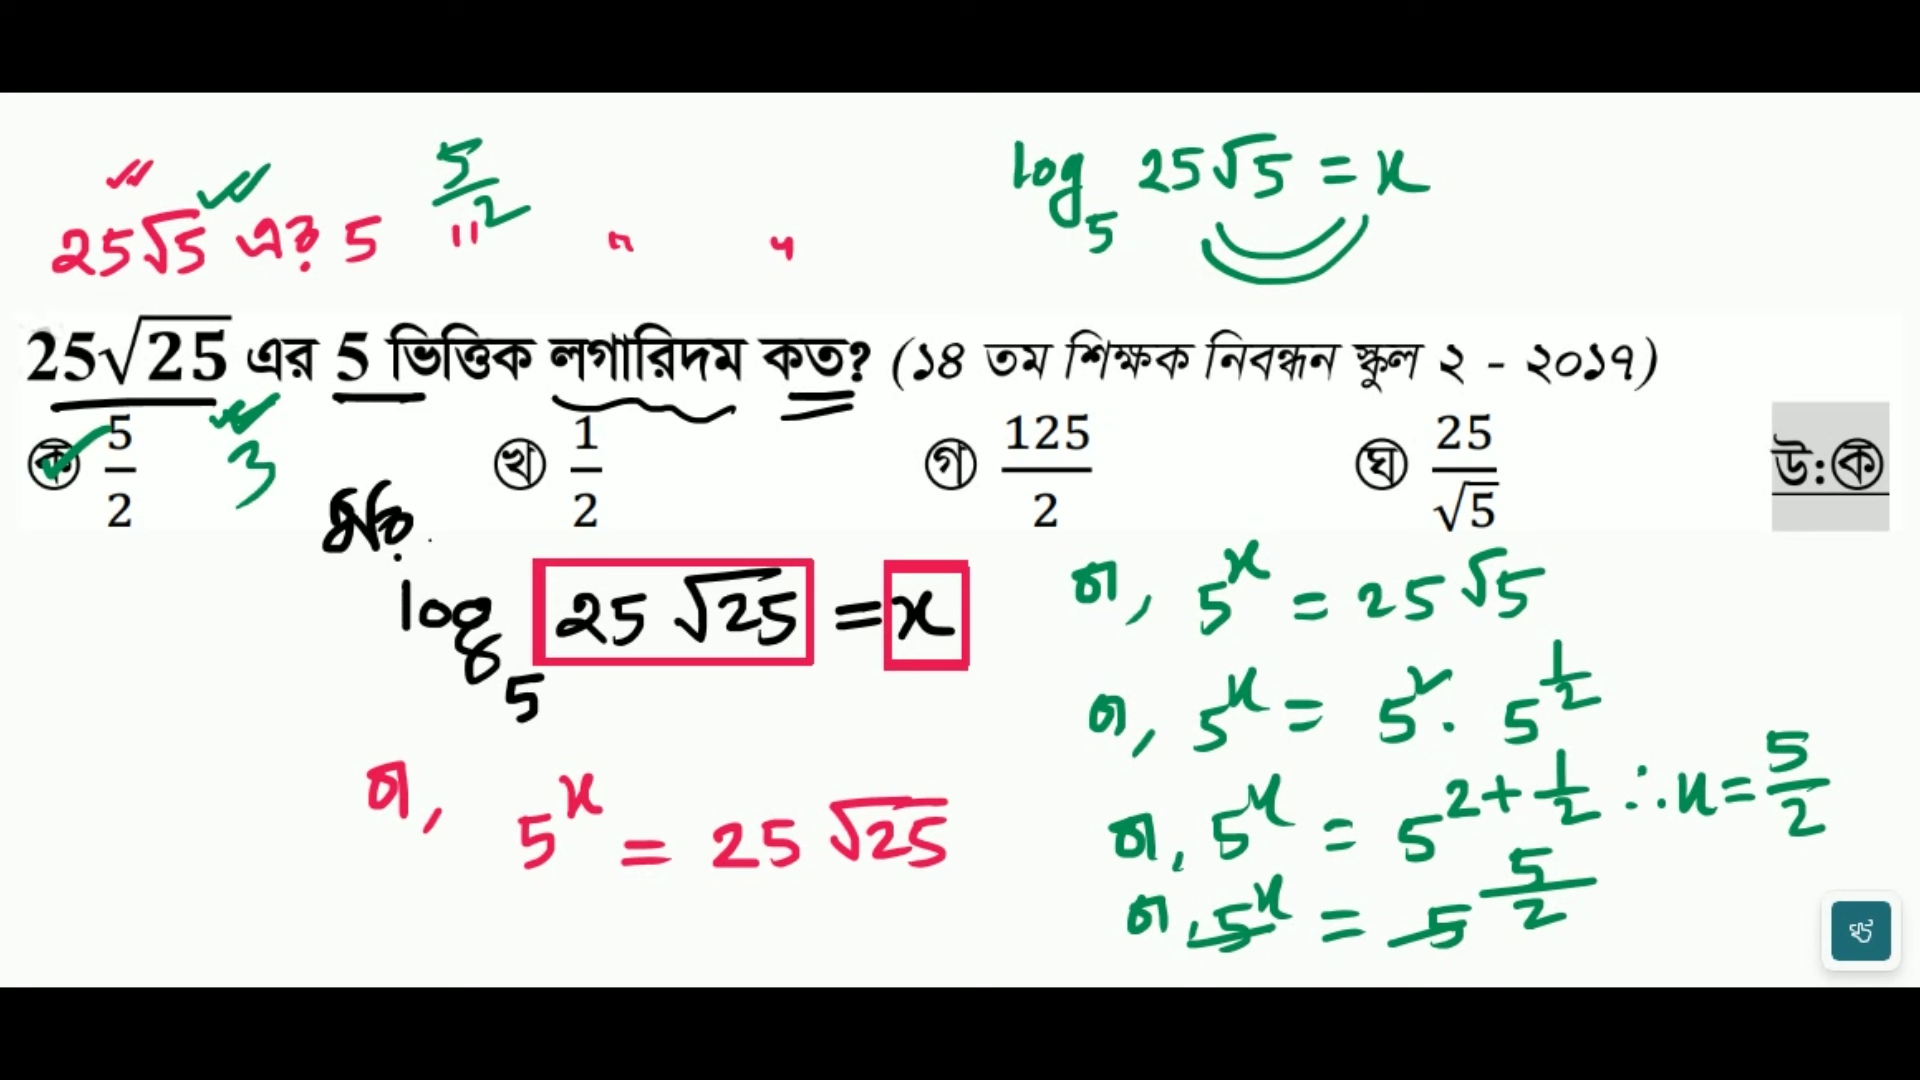 25√5 এর 5 " " "
5/2
log₅ 25√5 = x
25√25 এর 5 ভিত্তিক লগারিদম কত? (১৪ তম শিক্ষক নিবন্ধন স্কুল ২ - ২০১৭)
ক 5/2 3 খ 1/2 গ 125/2 ঘ 25/√5 উ:ক
log₅ 25√25 = x
বা, 5^x = 25√25
বা, 5^x = 25√5
বা, 5^x = 5² · 5^(1/2)
বা, 5^x = 5^(2+1/2) ∴ x = 5/2
বা, 5^x = 5^(5/2)